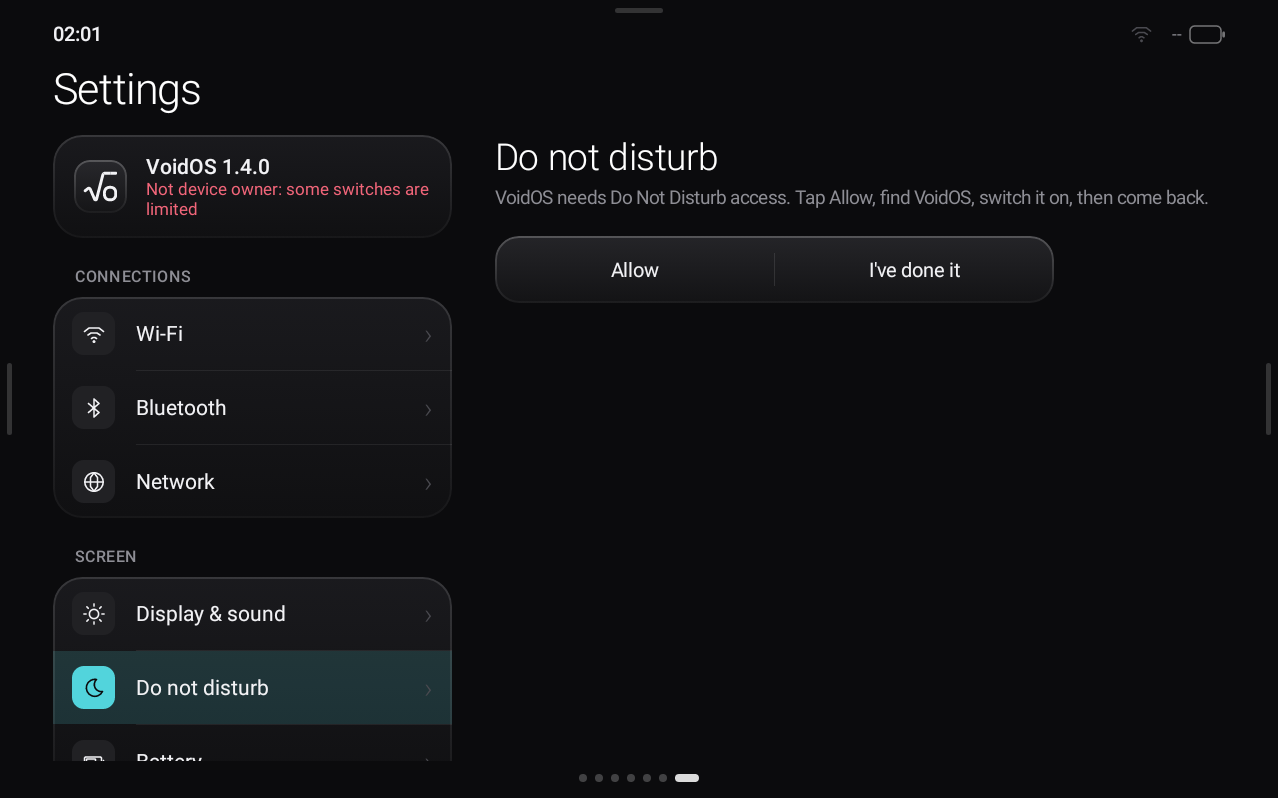 02:01
--
Settings
VoidOS 1.4.0
Not device owner: some switches are
limited
CONNECTIONS
Wi-Fi
Bluetooth
Network
SCREEN
Display & sound
Do not disturb
Battery
Do not disturb
VoidOS needs Do Not Disturb access. Tap Allow, find VoidOS, switch it on, then come back.
Allow
I've done it